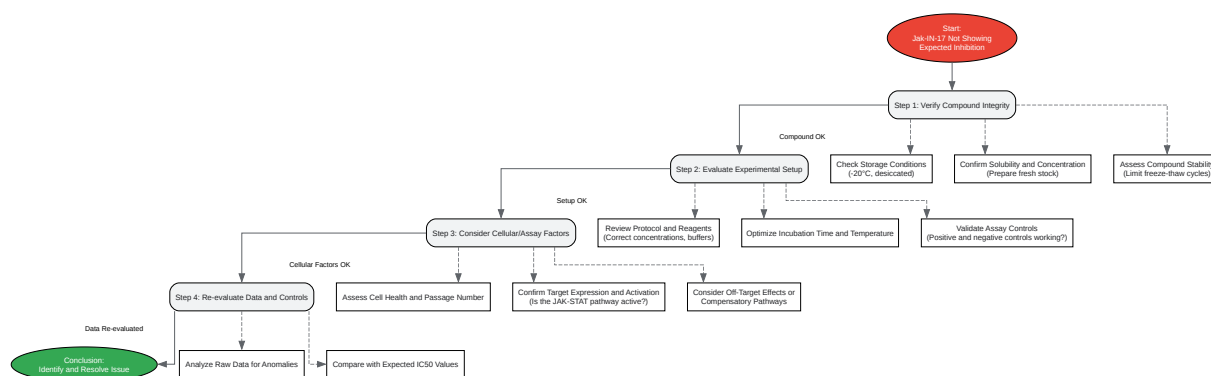 Start:
Jak-IN-17 Not Showing
Expected Inhibition
Step 1: Verify Compound Integrity
Compound OK
Check Storage Conditions
(-20°C, desiccated)
Confirm Solubility and Concentration
(Prepare fresh stock)
Assess Compound Stability
(Limit freeze-thaw cycles)
Step 2: Evaluate Experimental Setup
Setup OK
Review Protocol and Reagents
(Correct concentrations, buffers)
Optimize Incubation Time and Temperature
Validate Assay Controls
(Positive and negative controls working?)
Step 3: Consider Cellular/Assay Factors
Cellular Factors OK
Assess Cell Health and Passage Number
Confirm Target Expression and Activation
(Is the JAK-STAT pathway active?)
Consider Off-Target Effects or
Compensatory Pathways
Step 4: Re-evaluate Data and Controls
Data Re-evaluated
Conclusion:
Identify and Resolve Issue
Analyze Raw Data for Anomalies
Compare with Expected IC50 Values